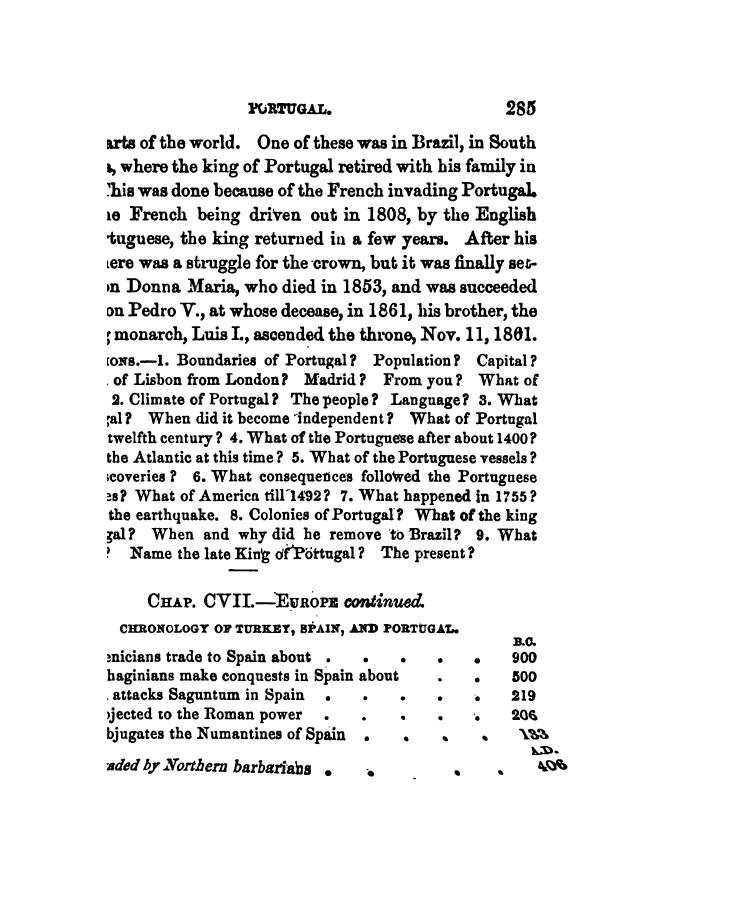 PORTUGAL. 285
of the world. One of these was in Brazil, in South
where the king of Portugal retired with his family in
his was done because of the French invading Portugal.
French being driven out in 1808, by the English
tuguese, the king returned in a few years. After his
ere was a struggle for the crown, but it was finally set-
Donna Maria, who died in 1853, and was succeeded
on Pedro V., at whose decease, in 1861, his brother, the
monarch, Luis I., ascended the throne, Nov. 11, 1861.
IONS.—1. Boundaries of Portugal? Population? Capital?
of Lisbon from London? Madrid? From you? What of
2. Climate of Portugal? The people? Language? 3. What
al? When did it become independent? What of Portugal
twelfth century? 4. What of the Portuguese after about 1400?
the Atlantic at this time? 5. What of the Portuguese vessels?
coveries? 6. What consequences followed the Portuguese
es? What of America till 1492? 7. What happened in 1755?
the earthquake. 8. Colonies of Portugal? What of the king
gal? When and why did he remove to Brazil? 9. What
? Name the late King of Portugal? The present?
CHAP. CVII.—EUROPE continued.
CHRONOLOGY OF TURKEY, SPAIN, AND PORTUGAL.
B.C.
enicians trade to Spain about . . . . . 900
haginians make conquests in Spain about . . 500
attacks Saguntum in Spain . . . . . 219
jected to the Roman power . . . . . 206
bjugates the Numantines of Spain . . . . 133
A.D.
aded by Northern barbarians . . . . 406